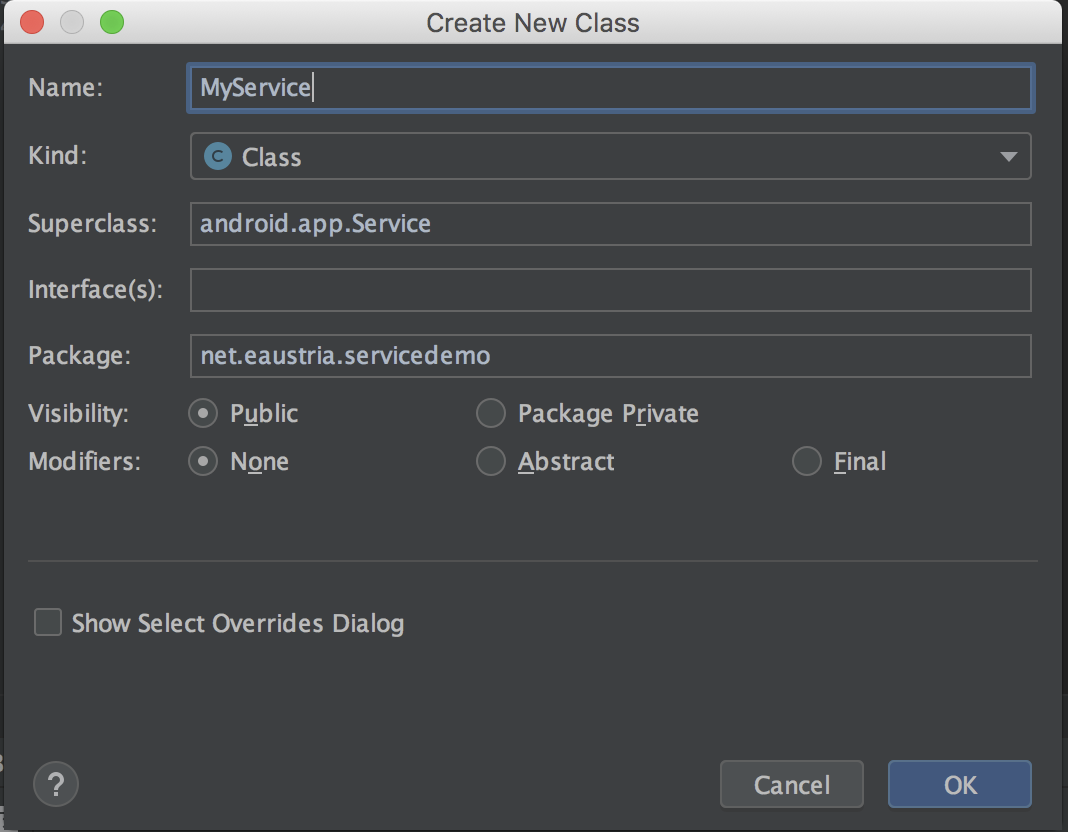 Create New Class
Name: MyService
Kind: C Class
Superclass: android.app.Service
Interface(s):
Package: net.eaustria.servicedemo
Visibility: Public Package Private
Modifiers: None Abstract Final
Show Select Overrides Dialog
? Cancel OK